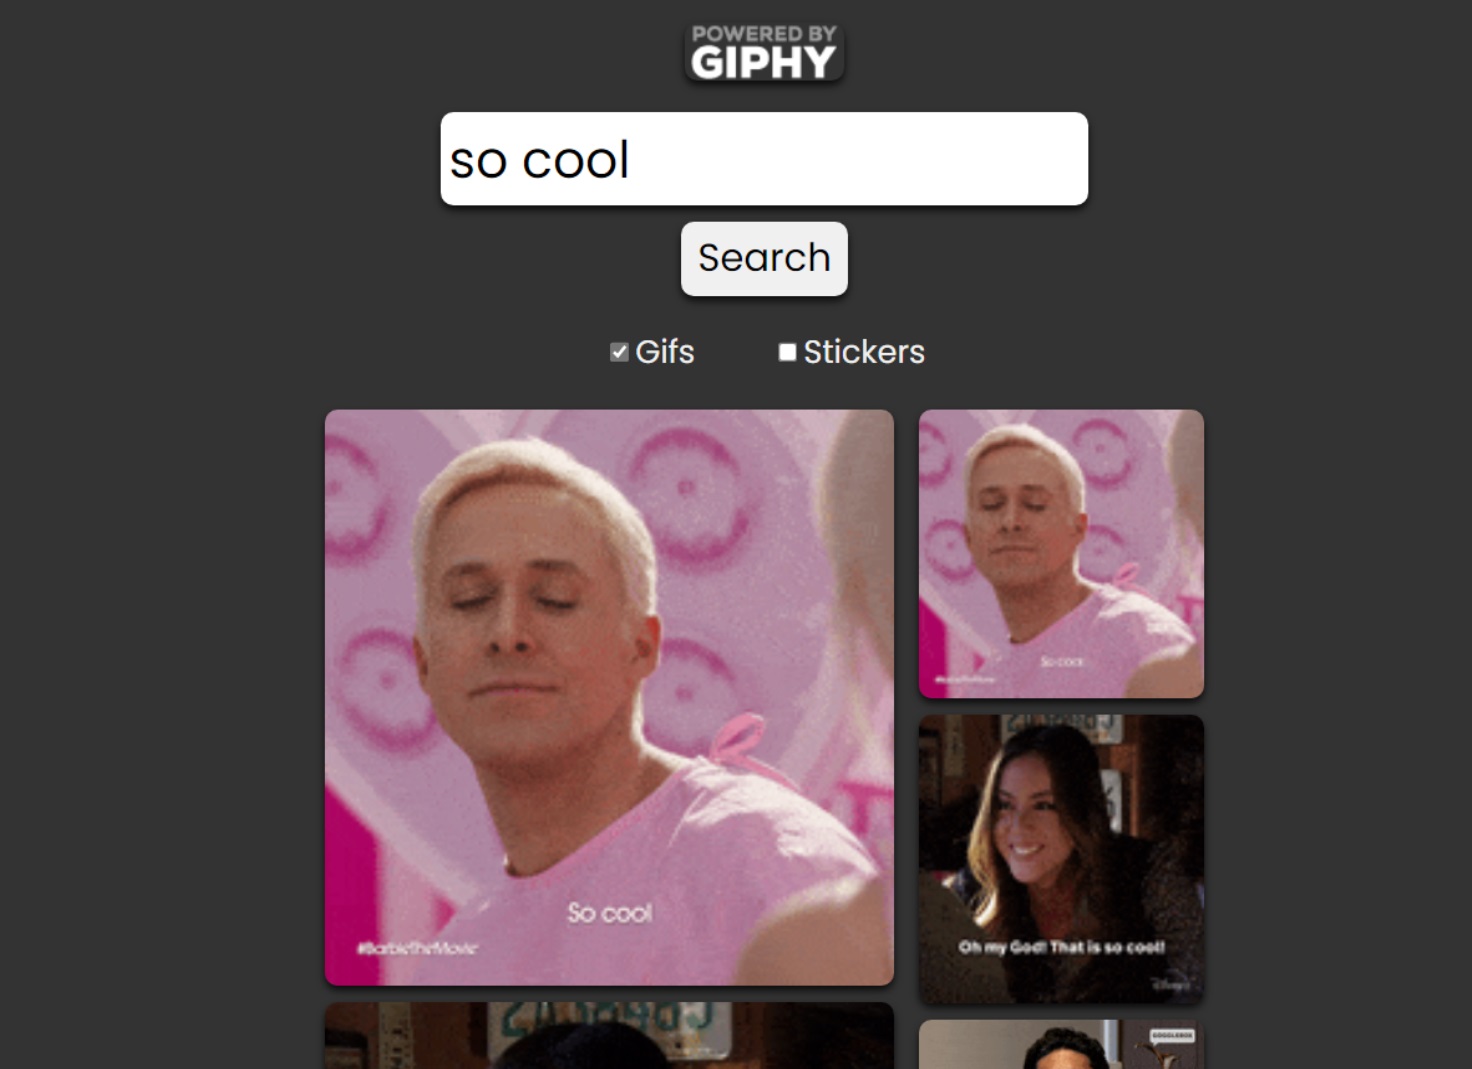 POWERED BY
GIPHY
so cool
Search
Gifs
Stickers
So cool
#BarbieTheMovie
So cool
#BarbieTheMovie
Oh my God! That is so cool!
Disney+